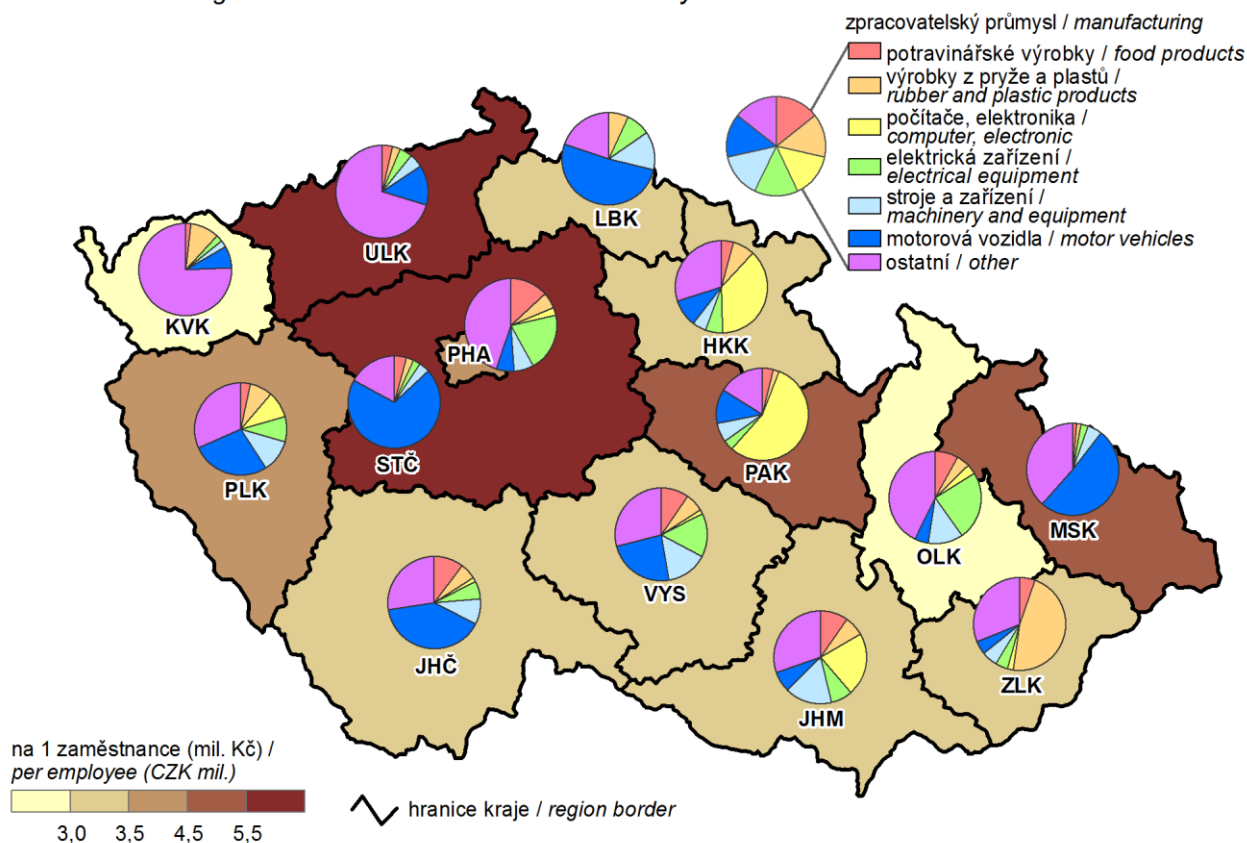 zpracovatelský průmysl / manufacturing
potravinářské výrobky / food products
výrobky z pryže a plastů /
rubber and plastic products
počítače, elektronika /
computer, electronic
elektrická zařízení /
electrical equipment
stroje a zařízení /
machinery and equipment
motorová vozidla / motor vehicles
ostatní / other
LBK
ULK
KVK
HKK
PHA
STČ
PAK
PLK
MSK
OLK
VYS
JHČ
ZLK
JHM
na 1 zaměstnance (mil. Kč) /
per employee (CZK mil.)
3,0 3,5 4,5 5,5
hranice kraje / region border